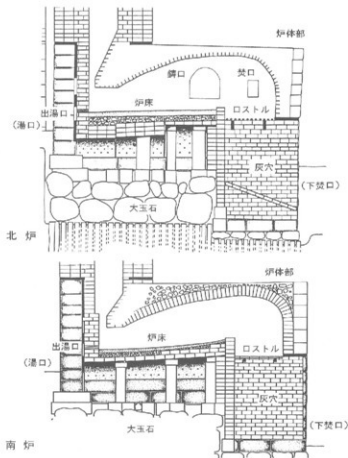 炉体部
鋳口
焚口
炉床
ロストル
出湯口
(湯口)
灰穴
(下焚口)
大玉石
北炉
炉体部
炉床
出湯口
ロストル
(湯口)
灰穴
大玉石
(下焚口)
南炉